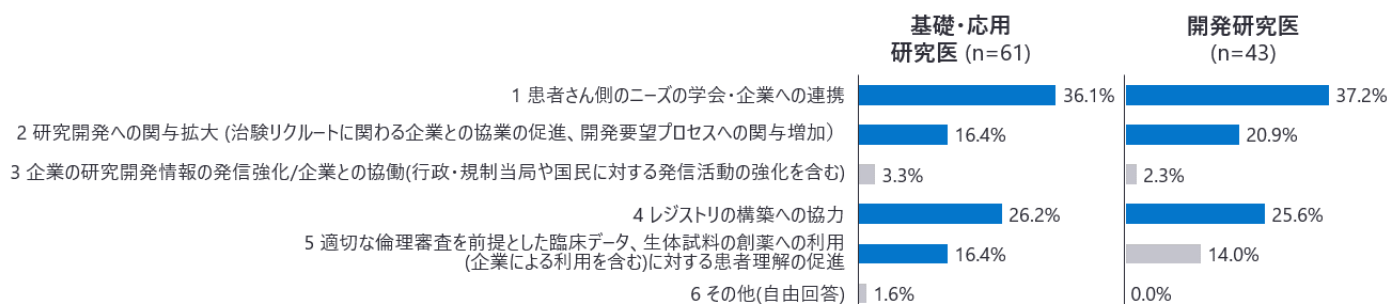 基礎・応用
研究医 (n=61)
開発研究医
(n=43)
1 患者さん側のニーズの学会・企業への連携 36.1% 37.2%
2 研究開発への関与拡大 (治験リクルートに関わる企業との協業の促進、開発要望プロセスへの関与増加) 16.4% 20.9%
3 企業の研究開発情報の発信強化/企業との協働(行政・規制当局や国民に対する発信活動の強化を含む) 3.3% 2.3%
4 レジストリの構築への協力 26.2% 25.6%
5 適切な倫理審査を前提とした臨床データ、生体試料の創薬への利用
(企業による利用を含む)に対する患者理解の促進 16.4% 14.0%
6 その他(自由回答) 1.6% 0.0%